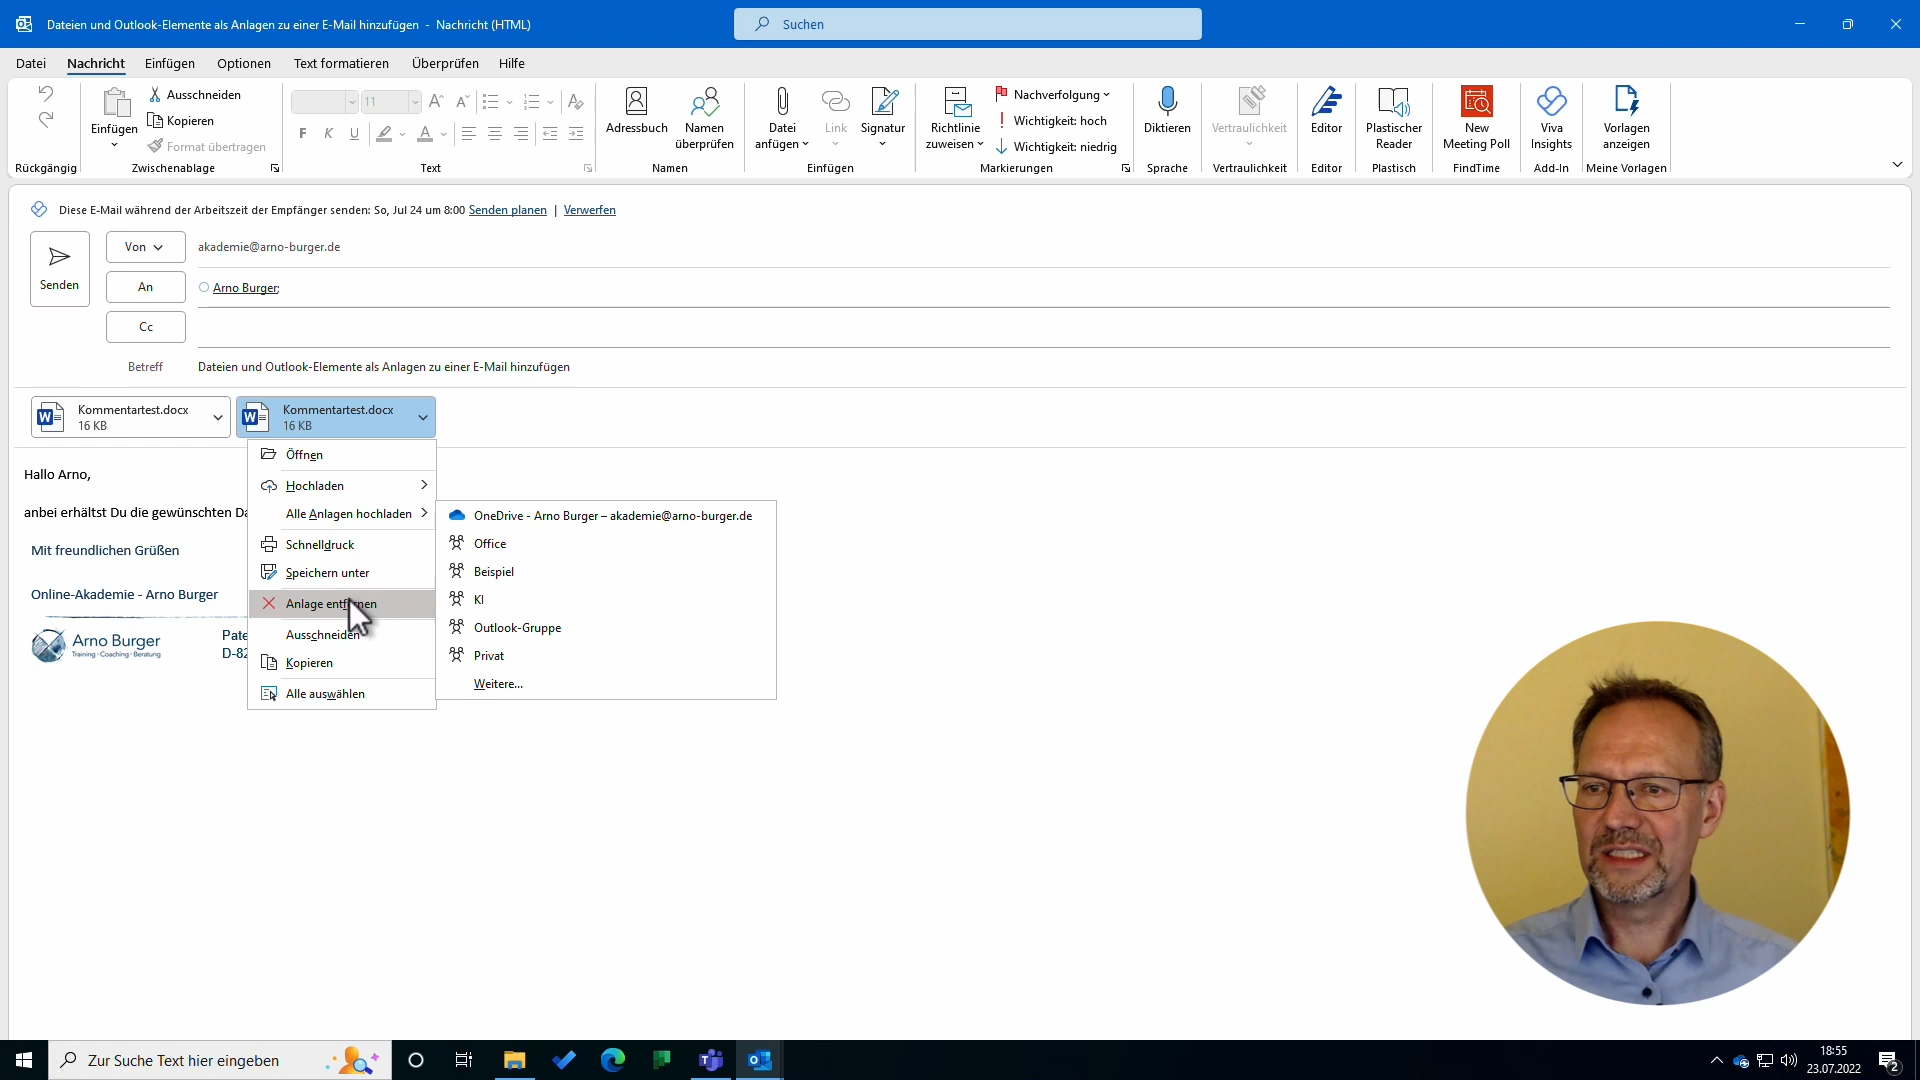 Dateien und Outlook-Elemente als Anlagen zu einer E-Mail hinzufügen - Nachricht (HTML)
Suchen
Datei Nachricht Einfügen Optionen Text formatieren Überprüfen Hilfe
Rückgängig
Einfügen
Ausschneiden
Kopieren
Format übertragen
Zwischenablage
11
F K U
Text
Adressbuch
Namen
überprüfen
Namen
Datei
anfügen
Link
Signatur
Einfügen
Richtlinie
zuweisen
Nachverfolgung
Wichtigkeit: hoch
Wichtigkeit: niedrig
Markierungen
Diktieren
Sprache
Vertraulichkeit
Vertraulichkeit
Editor
Editor
Plastischer
Reader
Plastisch
New
Meeting Poll
FindTime
Viva
Insights
Add-In
Vorlagen
anzeigen
Meine Vorlagen
Diese E-Mail während der Arbeitszeit der Empfänger senden: So, Jul 24 um 8:00 Senden planen | Verwerfen
Senden
Von
akademie@arno-burger.de
An
Arno Burger;
Cc
Betreff
Dateien und Outlook-Elemente als Anlagen zu einer E-Mail hinzufügen
Kommentartest.docx
16 KB
Kommentartest.docx
16 KB
Hallo Arno,
anbei erhältst Du die gewünschten Da
Mit freundlichen Grüßen
Online-Akademie - Arno Burger
Arno Burger
Training · Coaching · Beratung
Pate
D-82
Öffnen
Hochladen
Alle Anlagen hochladen
Schnelldruck
Speichern unter
Anlage entfernen
Ausschneiden
Kopieren
Alle auswählen
OneDrive - Arno Burger – akademie@arno-burger.de
Office
Beispiel
KI
Outlook-Gruppe
Privat
Weitere...
Zur Suche Text hier eingeben
18:55
23.07.2022
2